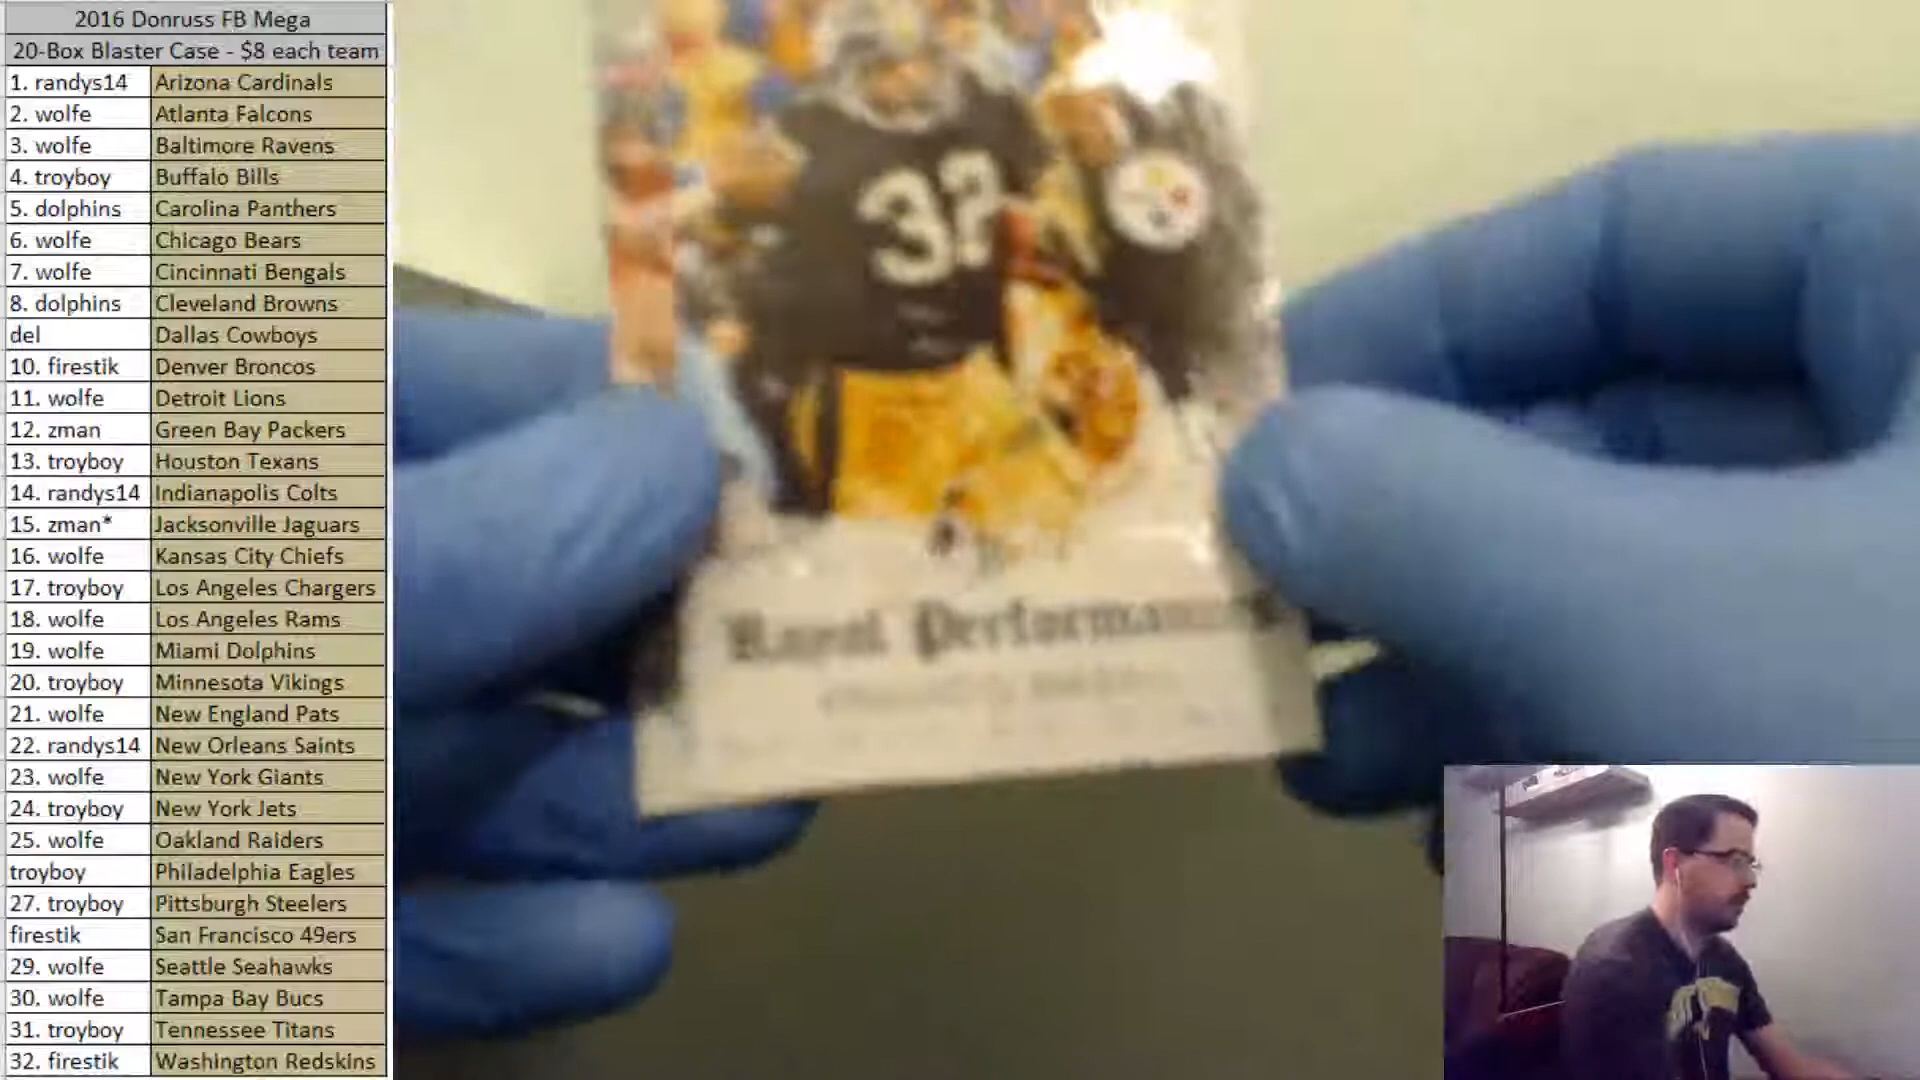 2016 Donruss FB Mega
20-Box Blaster Case - $8 each team
1. randys14 Arizona Cardinals
2. wolfe Atlanta Falcons
3. wolfe Baltimore Ravens
4. troyboy Buffalo Bills
5. dolphins Carolina Panthers
6. wolfe Chicago Bears
7. wolfe Cincinnati Bengals
8. dolphins Cleveland Browns
del Dallas Cowboys
10. firestik Denver Broncos
11. wolfe Detroit Lions
12. zman Green Bay Packers
13. troyboy Houston Texans
14. randys14 Indianapolis Colts
15. zman* Jacksonville Jaguars
16. wolfe Kansas City Chiefs
17. troyboy Los Angeles Chargers
18. wolfe Los Angeles Rams
19. wolfe Miami Dolphins
20. troyboy Minnesota Vikings
21. wolfe New England Pats
22. randys14 New Orleans Saints
23. wolfe New York Giants
24. troyboy New York Jets
25. wolfe Oakland Raiders
troyboy Philadelphia Eagles
27. troyboy Pittsburgh Steelers
firestik San Francisco 49ers
29. wolfe Seattle Seahawks
30. wolfe Tampa Bay Bucs
31. troyboy Tennessee Titans
32. firestik Washington Redskins
32
Royal